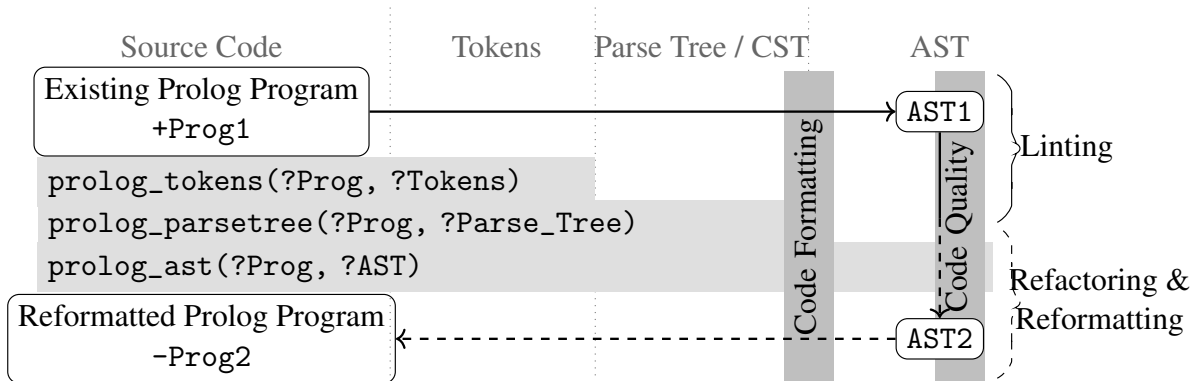 Source Code
Tokens
Parse Tree / CST
AST
Existing Prolog Program
+Prog1
AST1
Linting
prolog_tokens(?Prog, ?Tokens)
prolog_parsetree(?Prog, ?Parse_Tree)
prolog_ast(?Prog, ?AST)
Code Formatting
Code Quality
Refactoring &
Reformatting
Reformatted Prolog Program
-Prog2
AST2